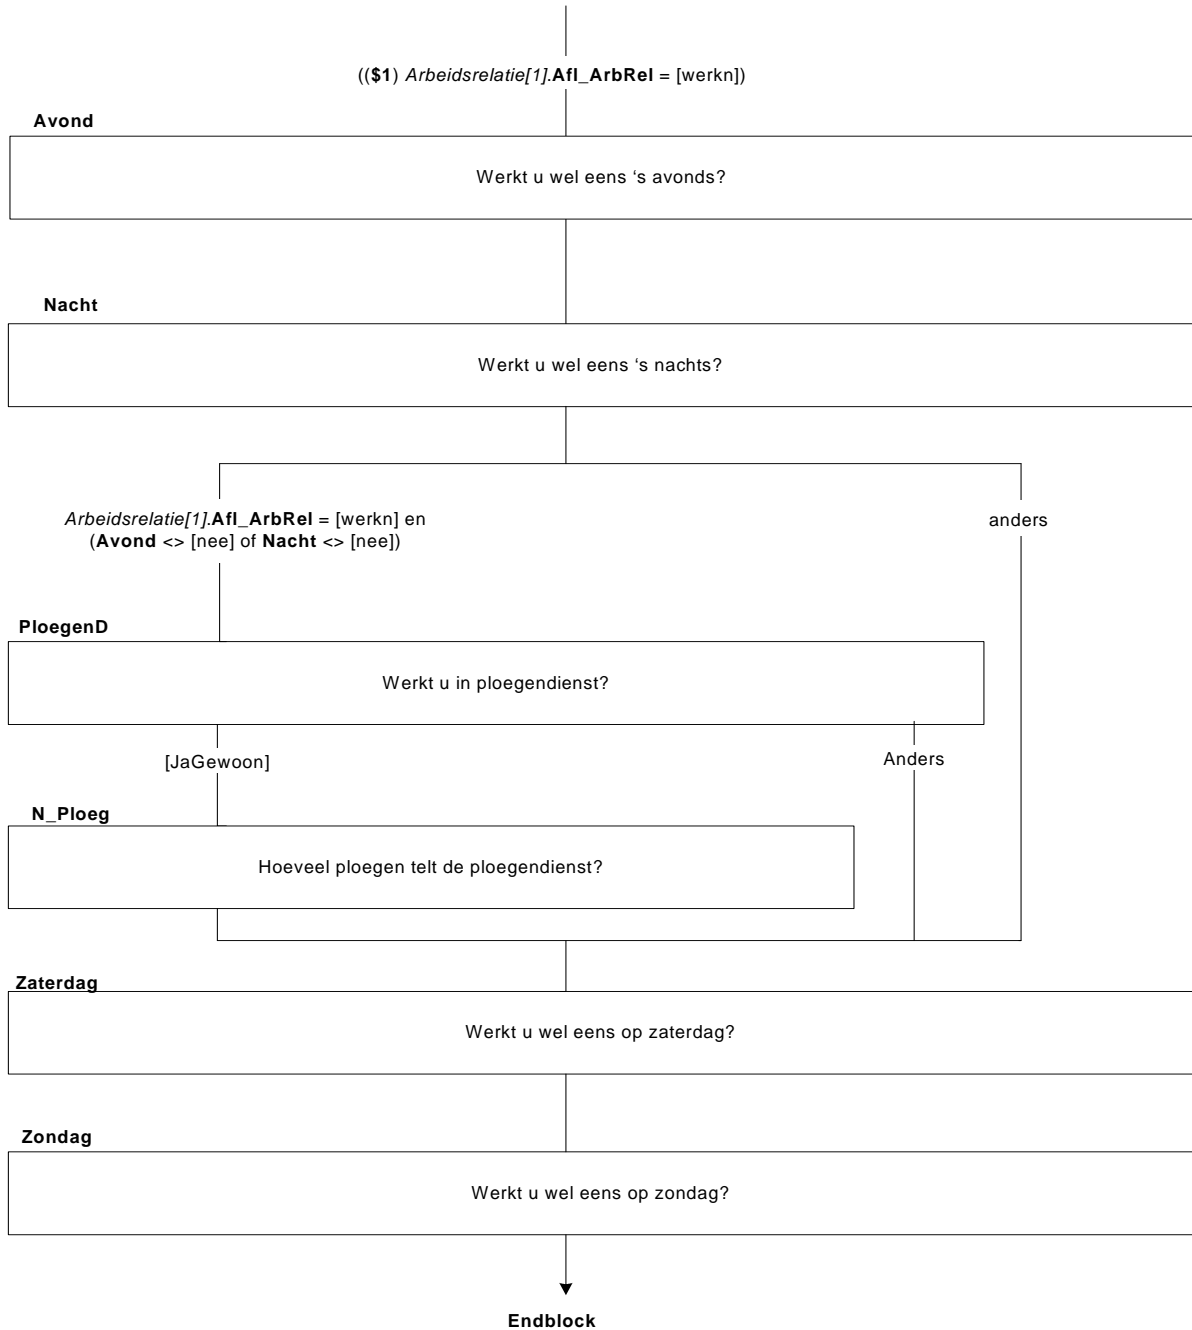 (($1) Arbeidsrelatie[1].Afl_ArbRel = [werkn])
Avond
Werkt u wel eens ‘s avonds?
Nacht
Werkt u wel eens ‘s nachts?
Arbeidsrelatie[1].Afl_ArbRel = [werkn] en
(Avond <> [nee] of Nacht <> [nee])
anders
PloegenD
Werkt u in ploegendienst?
[JaGewoon]
Anders
N_Ploeg
Hoeveel ploegen telt de ploegendienst?
Zaterdag
Werkt u wel eens op zaterdag?
Zondag
Werkt u wel eens op zondag?
Endblock